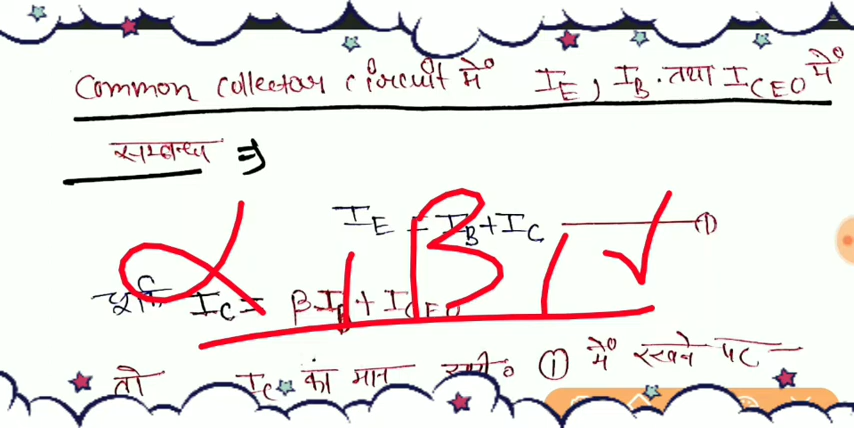 Common collector circuit में I_E, I_B. तथा I_CEO में
सम्बन्ध ⇒
I_E = I_B + I_C ——— ①
चूकि I_C = β I_B + I_CEO
α / β / γ
तो I_C का मान समी० ① में रखने पर —